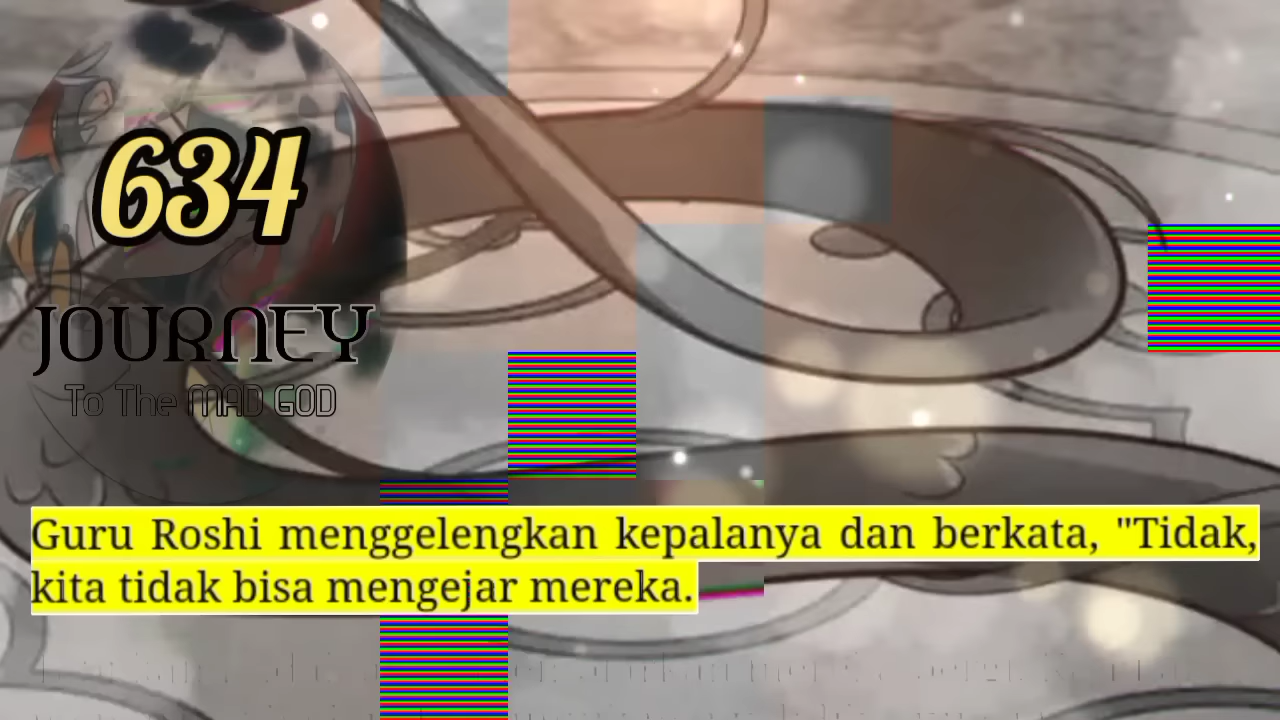 634
JOURNEY
To The MAD GOD
Guru Roshi menggelengkan kepalanya dan berkata, "Tidak,
kita tidak bisa mengejar mereka.